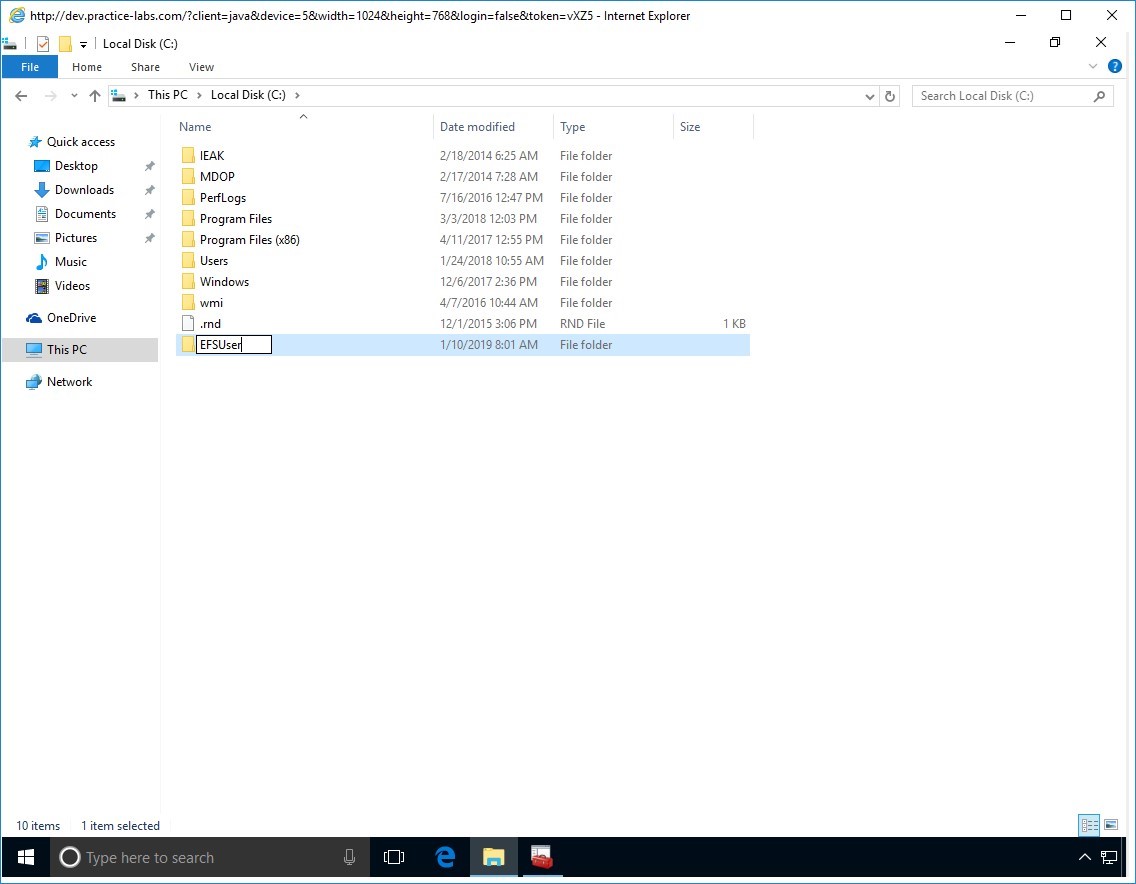 http://dev.practice-labs.com/?client=java&device=5&width=1024&height=768&login=false&token=vXZ5 - Internet Explorer
Local Disk (C:)
File Home Share View
This PC Local Disk (C:) Search Local Disk (C:)
Name Date modified Type Size
Quick access
Desktop
Downloads
Documents
Pictures
Music
Videos
OneDrive
This PC
Network
IEAK 2/18/2014 6:25 AM File folder
MDOP 2/17/2014 7:28 AM File folder
PerfLogs 7/16/2016 12:47 PM File folder
Program Files 3/3/2018 12:03 PM File folder
Program Files (x86) 4/11/2017 12:55 PM File folder
Users 1/24/2018 10:55 AM File folder
Windows 12/6/2017 2:36 PM File folder
wmi 4/7/2016 10:44 AM File folder
.rnd 12/1/2015 3:06 PM RND File 1 KB
EFSUser 1/10/2019 8:01 AM File folder
10 items 1 item selected
Type here to search